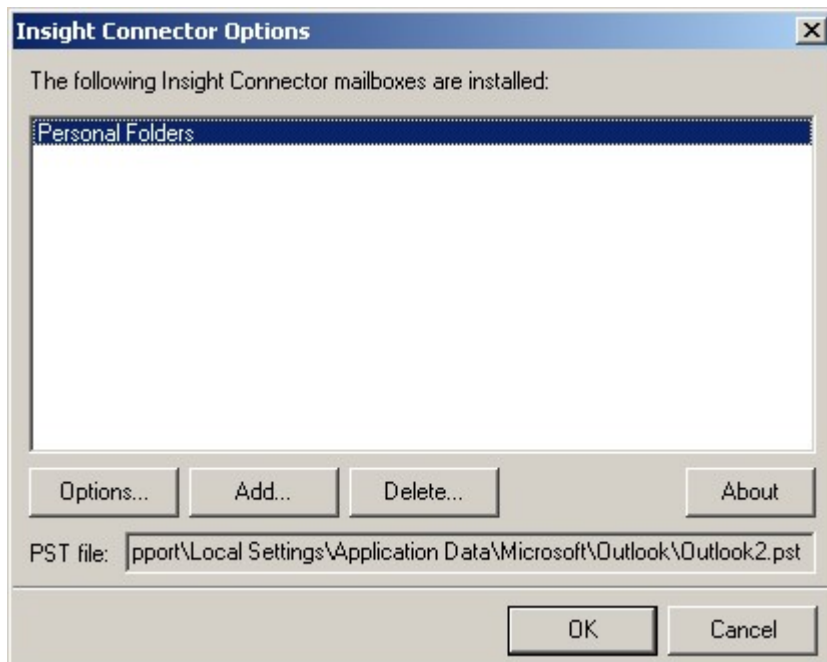 Insight Connector Options
The following Insight Connector mailboxes are installed:
Personal Folders
Options... Add... Delete... About
PST file: pport\Local Settings\Application Data\Microsoft\Outlook\Outlook2.pst
OK Cancel